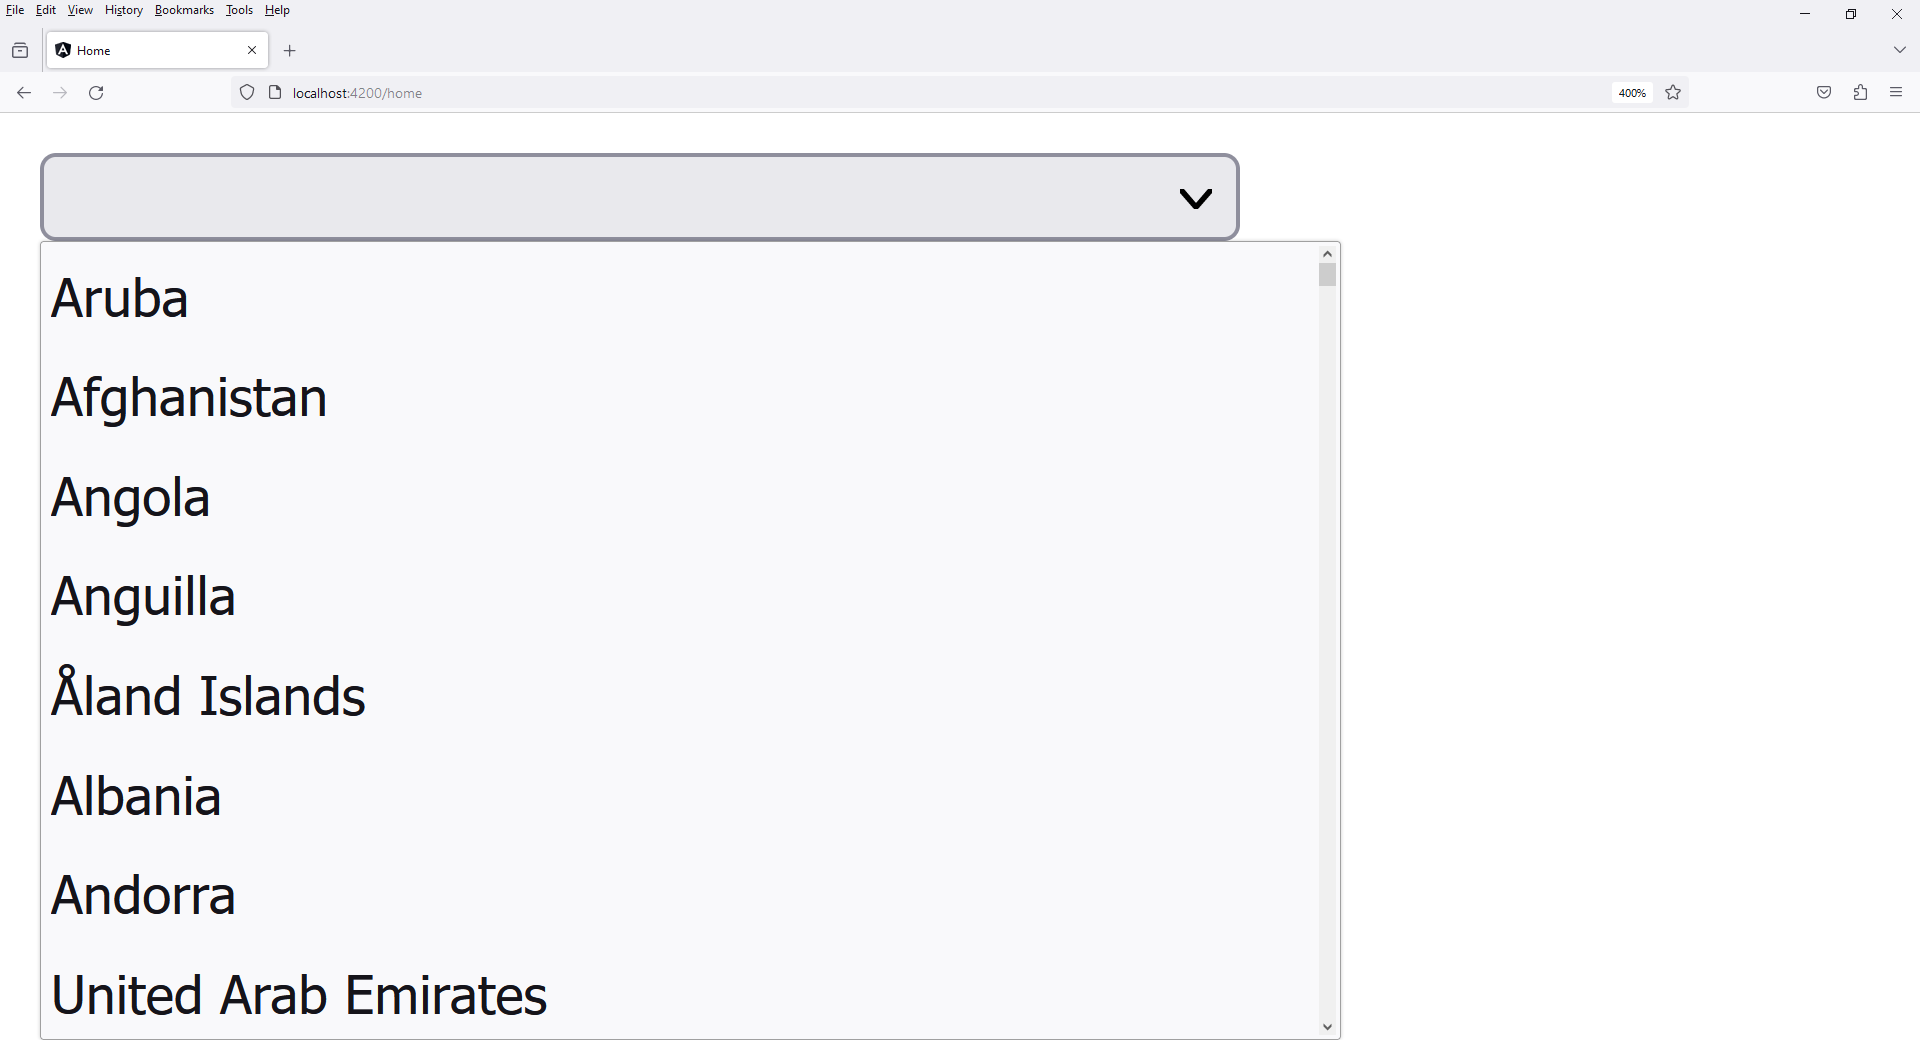 File Edit View History Bookmarks Tools Help
Home
localhost:4200/home 400%
Aruba
Afghanistan
Angola
Anguilla
Åland Islands
Albania
Andorra
United Arab Emirates